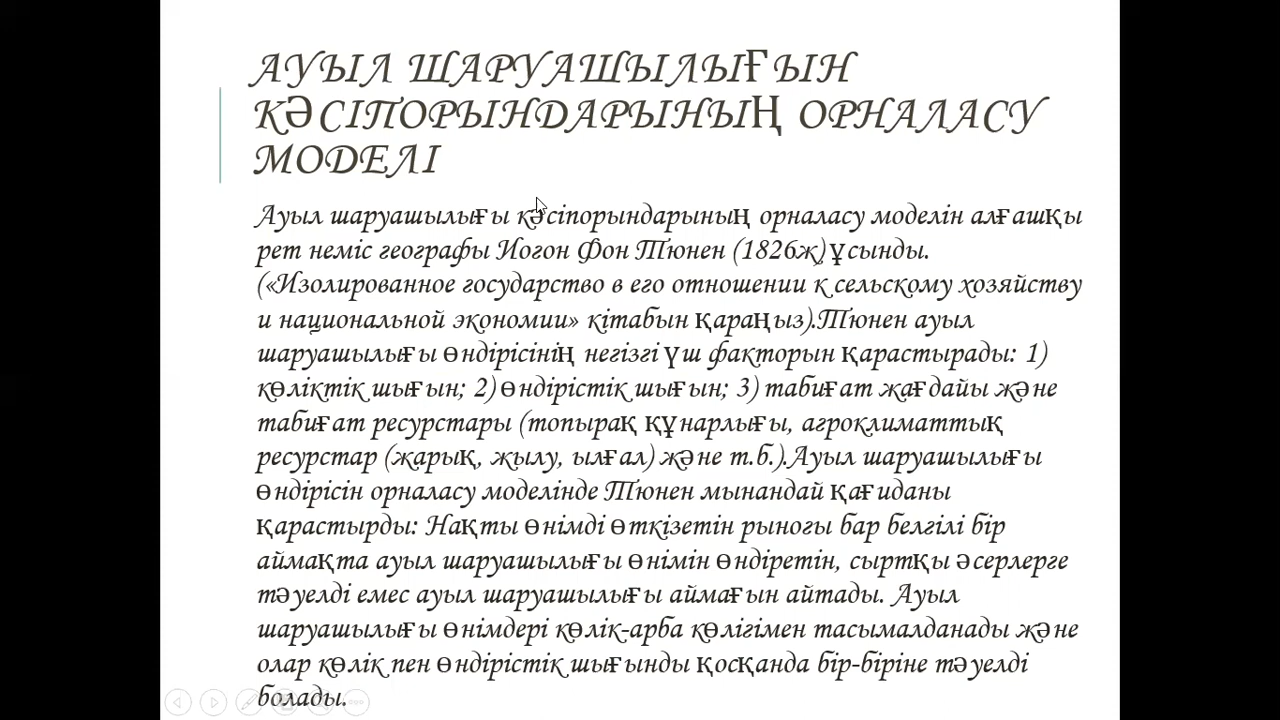 АУЫЛ ШАРУАШЫЛЫҒЫН
КӘСІПОРЫНДАРЫНЫҢ ОРНАЛАСУ
МОДЕЛІ
Ауыл шаруашылығы кәсіпорындарының орналасу моделін алғашқы
рет неміс географы Иогон Фон Тюнен (1826ж) ұсынды.
(«Изолированное государство в его отношении к сельскому хозяйству
и национальной экономии» кітабын қараңыз).Тюнен ауыл
шаруашылығы өндірісінің негізгі үш факторын қарастырады: 1)
көліктік шығын; 2) өндірістік шығын; 3) табиғат жағдайы және
табиғат ресурстары (топырақ құнарлығы, агроклиматтық
ресурстар (жарық, жылу, ылғал) және т.б.).Ауыл шаруашылығы
өндірісін орналасу моделінде Тюнен мынандай қағиданы
қарастырды: Нақты өнімді өткізетін рыногы бар белгілі бір
аймақта ауыл шаруашылығы өнімін өндіретін, сыртқы әсерлерге
тәуелді емес ауыл шаруашылығы аймағын айтады. Ауыл
шаруашылығы өнімдері көлік-арба көлігімен тасымалданады және
олар көлік пен өндірістік шығынды қосқанда бір-біріне тәуелді
болады.